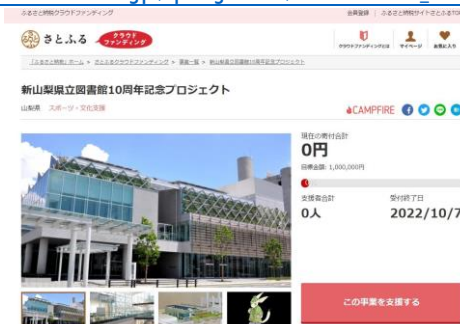 ふるさと納税クラウドファンディング
会員登録 | ふるさと納税サイトさとふるTOP
さとふる クラウドファンディング
クラウドファンディングとは マイページ お気に入り
「ふるさと納税」ホーム > さとふるクラウドファンディング > 事業一覧 > 新山梨県立図書館10周年記念プロジェクト
新山梨県立図書館10周年記念プロジェクト
山梨県 スポーツ・文化支援
CAMPFIRE
現在の寄付合計
0円
目標金額: 1,000,000円
0
支援者合計 受付終了日
0人 2022/10/7
この事業を支援する